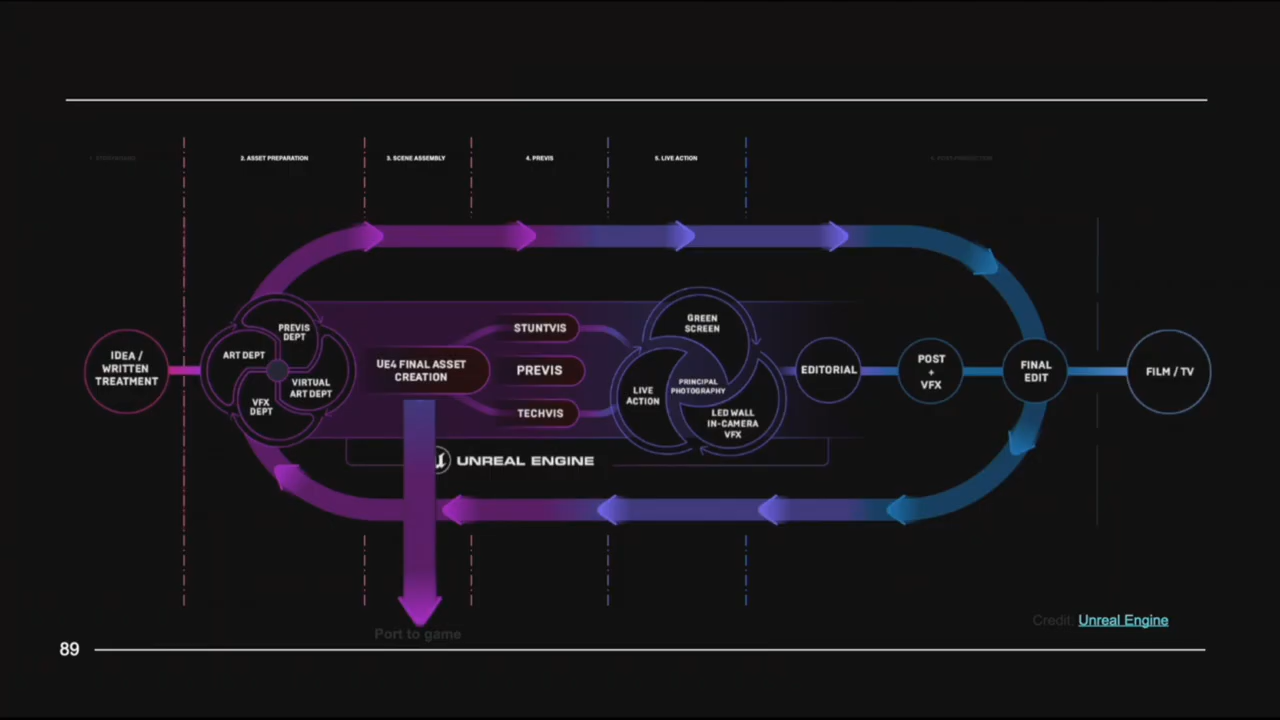 2. ASSET PREPARATION
3. SCENE ASSEMBLY
4. PREVIS
5. LIVE ACTION
IDEA /
WRITTEN
TREATMENT
PREVIS
DEPT
ART DEPT
VIRTUAL
ART DEPT
VFX
DEPT
UE4 FINAL ASSET
CREATION
STUNTVIS
PREVIS
TECHVIS
GREEN
SCREEN
LIVE
ACTION
PRINCIPAL
PHOTOGRAPHY
LED WALL
IN-CAMERA
VFX
EDITORIAL
POST
+
VFX
FINAL
EDIT
FILM / TV
UNREAL ENGINE
Port to game
Credit: Unreal Engine
89